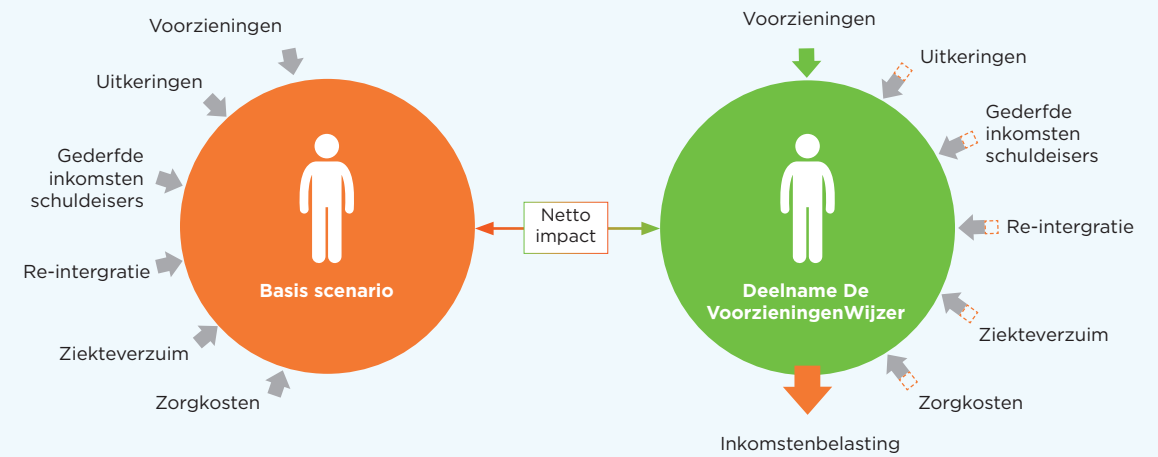 Voorzieningen
Uitkeringen
Gederfde
inkomsten
schuldeisers
Re-intergratie
Ziekteverzuim
Zorgkosten
Basis scenario
Netto
impact
Voorzieningen
Uitkeringen
Gederfde
inkomsten
schuldeisers
Re-intergratie
Ziekteverzuim
Zorgkosten
Deelname De
VoorzieningenWijzer
Inkomstenbelasting